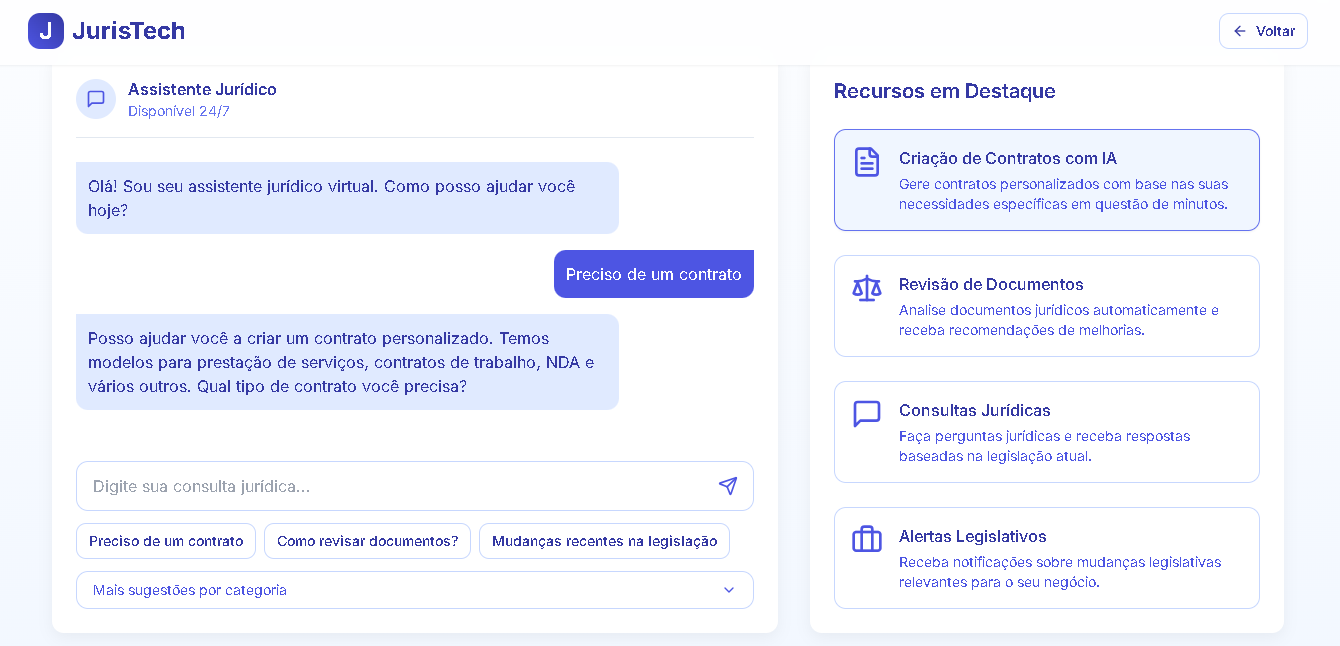 J JurisTech
Voltar
Assistente Jurídico
Disponível 24/7
Olá! Sou seu assistente jurídico virtual. Como posso ajudar você
hoje?
Preciso de um contrato
Posso ajudar você a criar um contrato personalizado. Temos
modelos para prestação de serviços, contratos de trabalho, NDA e
vários outros. Qual tipo de contrato você precisa?
Digite sua consulta jurídica...
Preciso de um contrato
Como revisar documentos?
Mudanças recentes na legislação
Mais sugestões por categoria
Recursos em Destaque
Criação de Contratos com IA
Gere contratos personalizados com base nas suas
necessidades específicas em questão de minutos.
Revisão de Documentos
Analise documentos jurídicos automaticamente e
receba recomendações de melhorias.
Consultas Jurídicas
Faça perguntas jurídicas e receba respostas
baseadas na legislação atual.
Alertas Legislativos
Receba notificações sobre mudanças legislativas
relevantes para o seu negócio.